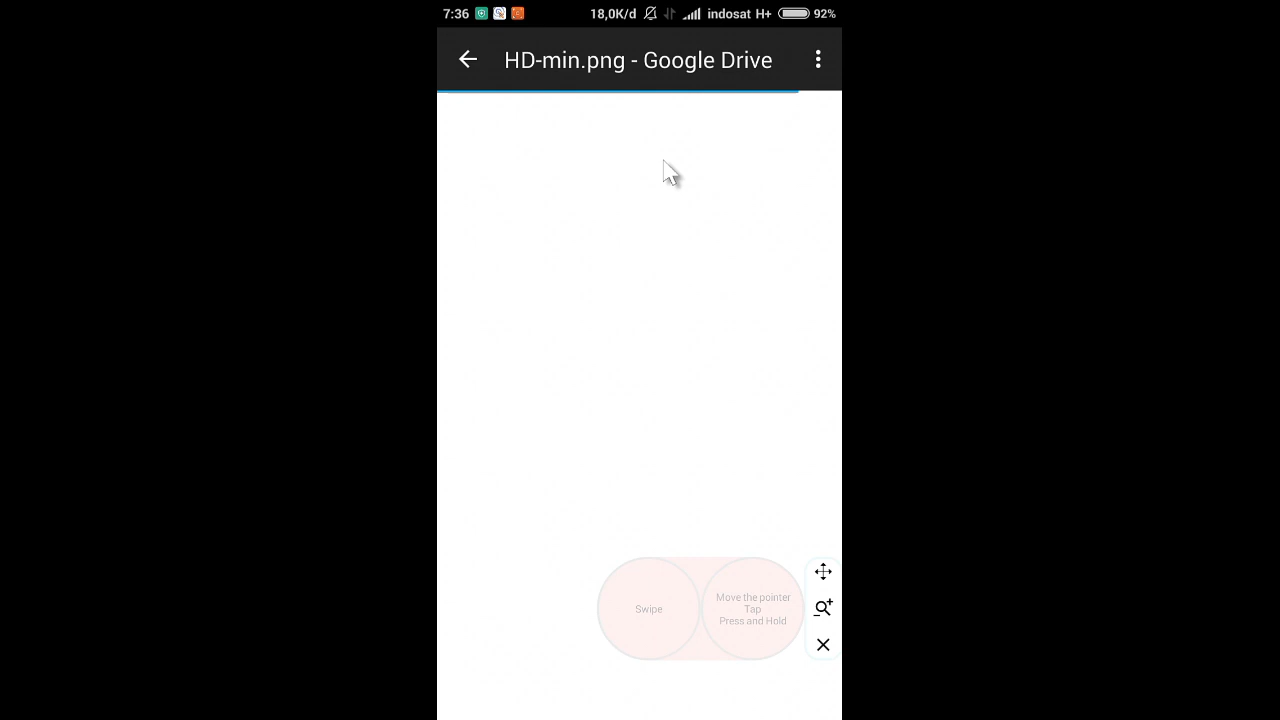 7:36 18,0K/d indosat H+ 92%
HD-min.png - Google Drive
Swipe
Move the pointer
Tap
Press and Hold